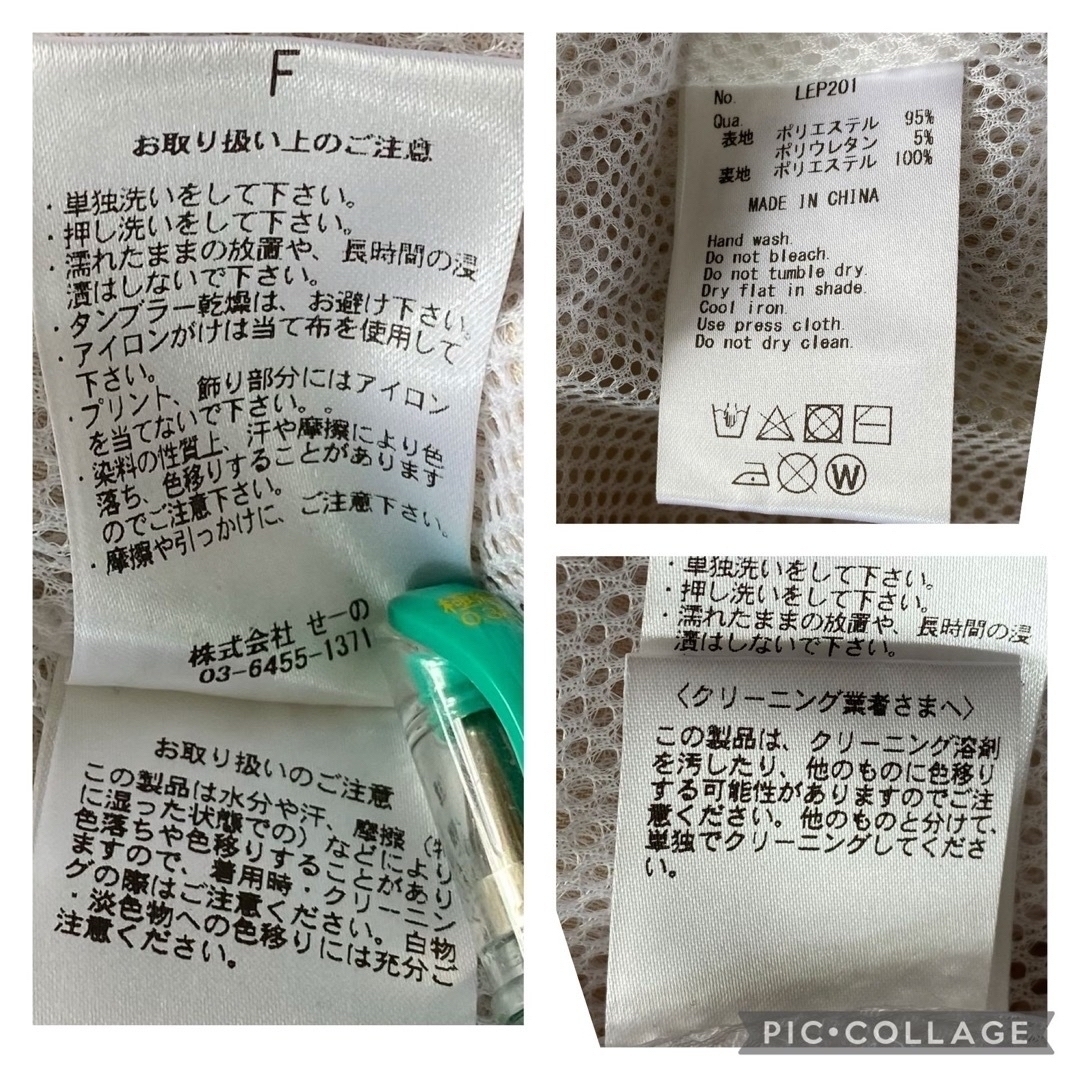 F
お取り扱い上のご注意
・単独洗いをして下さい。
・押し洗いをして下さい。
・濡れたままの放置や、長時間の浸
漬はしないで下さい。
・タンブラー乾燥は、お避け下さい。
・アイロンがけは当て布を使用して
下さい。
・プリント、飾り部分にはアイロン
を当てないで下さい。。
・染料の性質上、汗や摩擦により色
落ち、色移りすることがあります
のでご注意下さい。
・摩擦や引っかけに、ご注意下さい。
株式会社 せーの
03-6455-1371
お取り扱いのご注意
この製品は水分や汗、摩擦（特
に湿った状態での）などにより
色落ちや色移りすることがあり
ますので、着用時・クリーニン
グの際はご注意ください。白物
・淡色物への色移りには充分ご
注意ください。
No. LEP201
Qua.
表地 ポリエステル 95%
ポリウレタン 5%
裏地 ポリエステル 100%
MADE IN CHINA
Hand wash.
Do not bleach.
Do not tumble dry.
Dry flat in shade.
Cool iron.
Use press cloth.
Do not dry clean.
W
・単独洗いをして下さい。
・押し洗いをして下さい。
・濡れたままの放置や、長時間の浸
漬はしないで下さい。
〈クリーニング業者さまへ〉
この製品は、クリーニング溶剤
を汚したり、他のものに色移り
する可能性がありますのでご注
意ください。他のものと分けて、
単独でクリーニングしてくださ
い。
PIC•COLLAGE